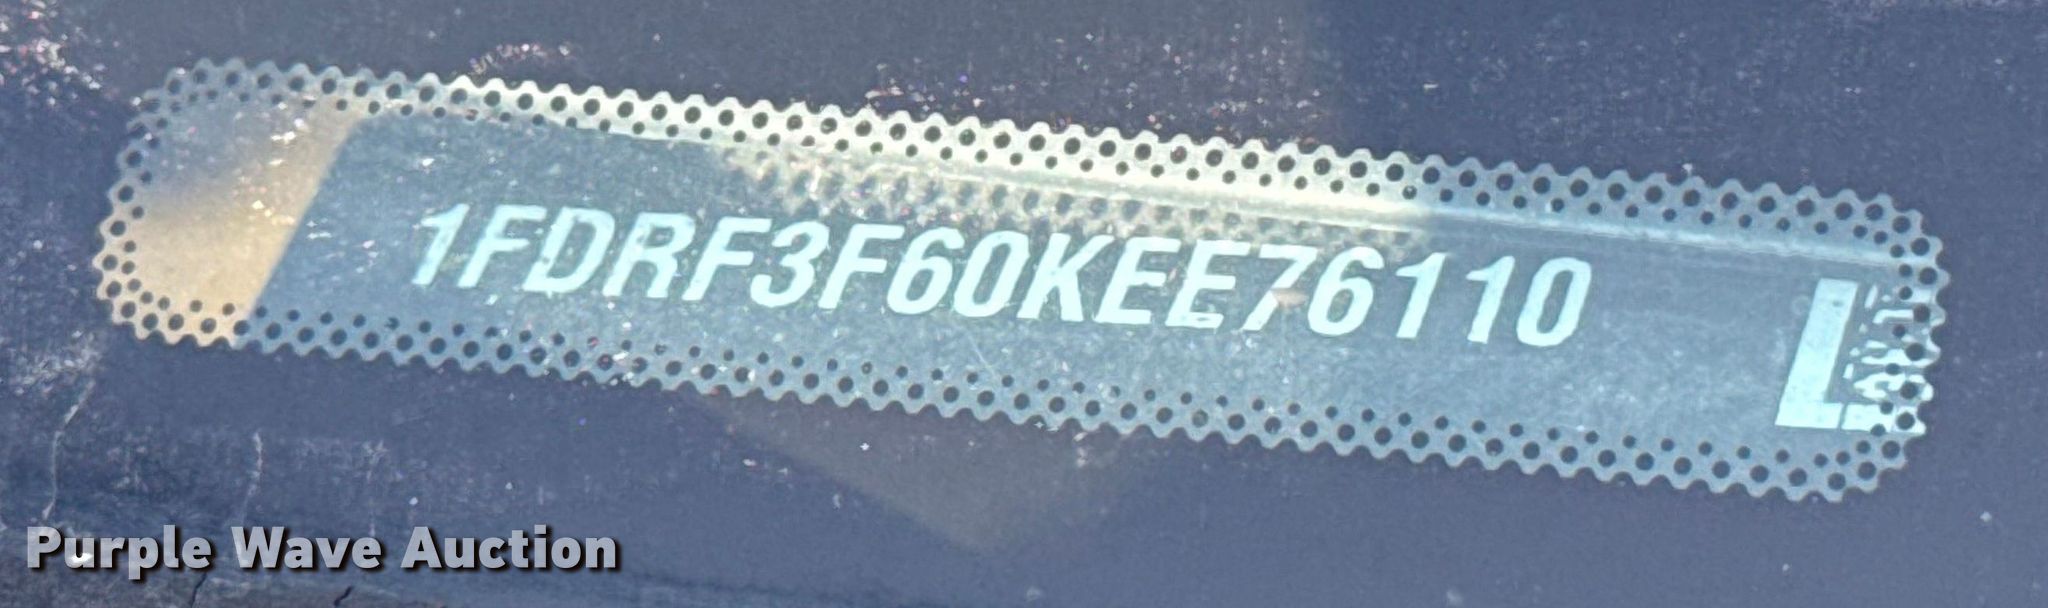 1FDRF3F60KEE76110
L
Purple Wave Auction